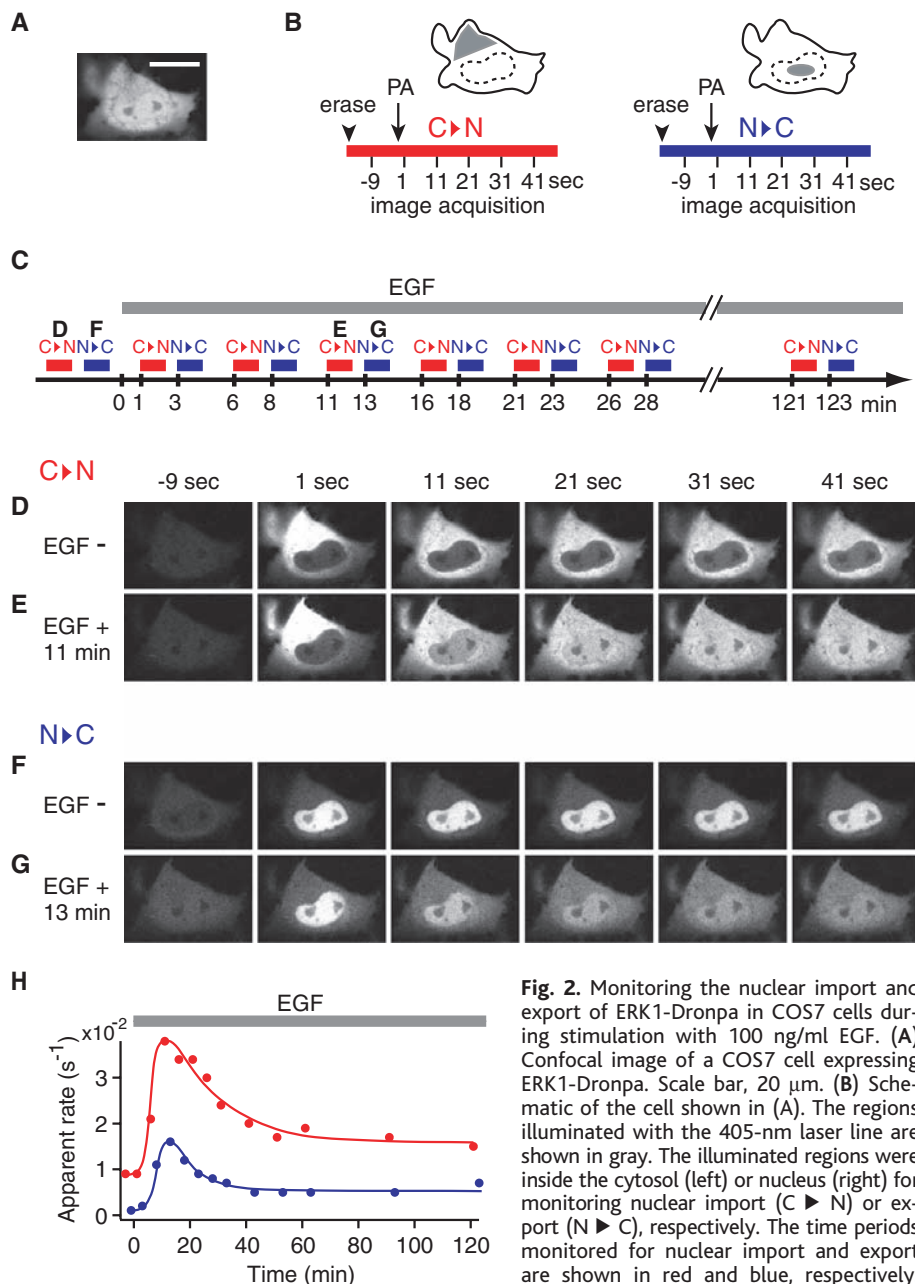 A
B
erase
PA
C▶N
-9 1 11 21 31 41 sec
image acquisition
erase
PA
N▶C
-9 1 11 21 31 41 sec
image acquisition
C
EGF
D F E G
C▶N N▶C C▶N N▶C C▶N N▶C C▶N N▶C C▶N N▶C C▶N N▶C C▶N N▶C C▶N N▶C
0 1 3 6 8 11 13 16 18 21 23 26 28 121 123 min
C▶N
-9 sec 1 sec 11 sec 21 sec 31 sec 41 sec
D
EGF -
E
EGF +
11 min
N▶C
F
EGF -
G
EGF +
13 min
H
EGF
x10⁻²
Apparent rate (s⁻¹)
3
2
1
0
0 20 40 60 80 100 120
Time (min)
Fig. 2. Monitoring the nuclear import and
export of ERK1-Dronpa in COS7 cells dur-
ing stimulation with 100 ng/ml EGF. (A)
Confocal image of a COS7 cell expressing
ERK1-Dronpa. Scale bar, 20 μm. (B) Sche-
matic of the cell shown in (A). The regions
illuminated with the 405-nm laser line are
shown in gray. The illuminated regions were
inside the cytosol (left) or nucleus (right) for
monitoring nuclear import (C ▶ N) or ex-
port (N ▶ C), respectively. The time periods
monitored for nuclear import and export
are shown in red and blue, respectively.